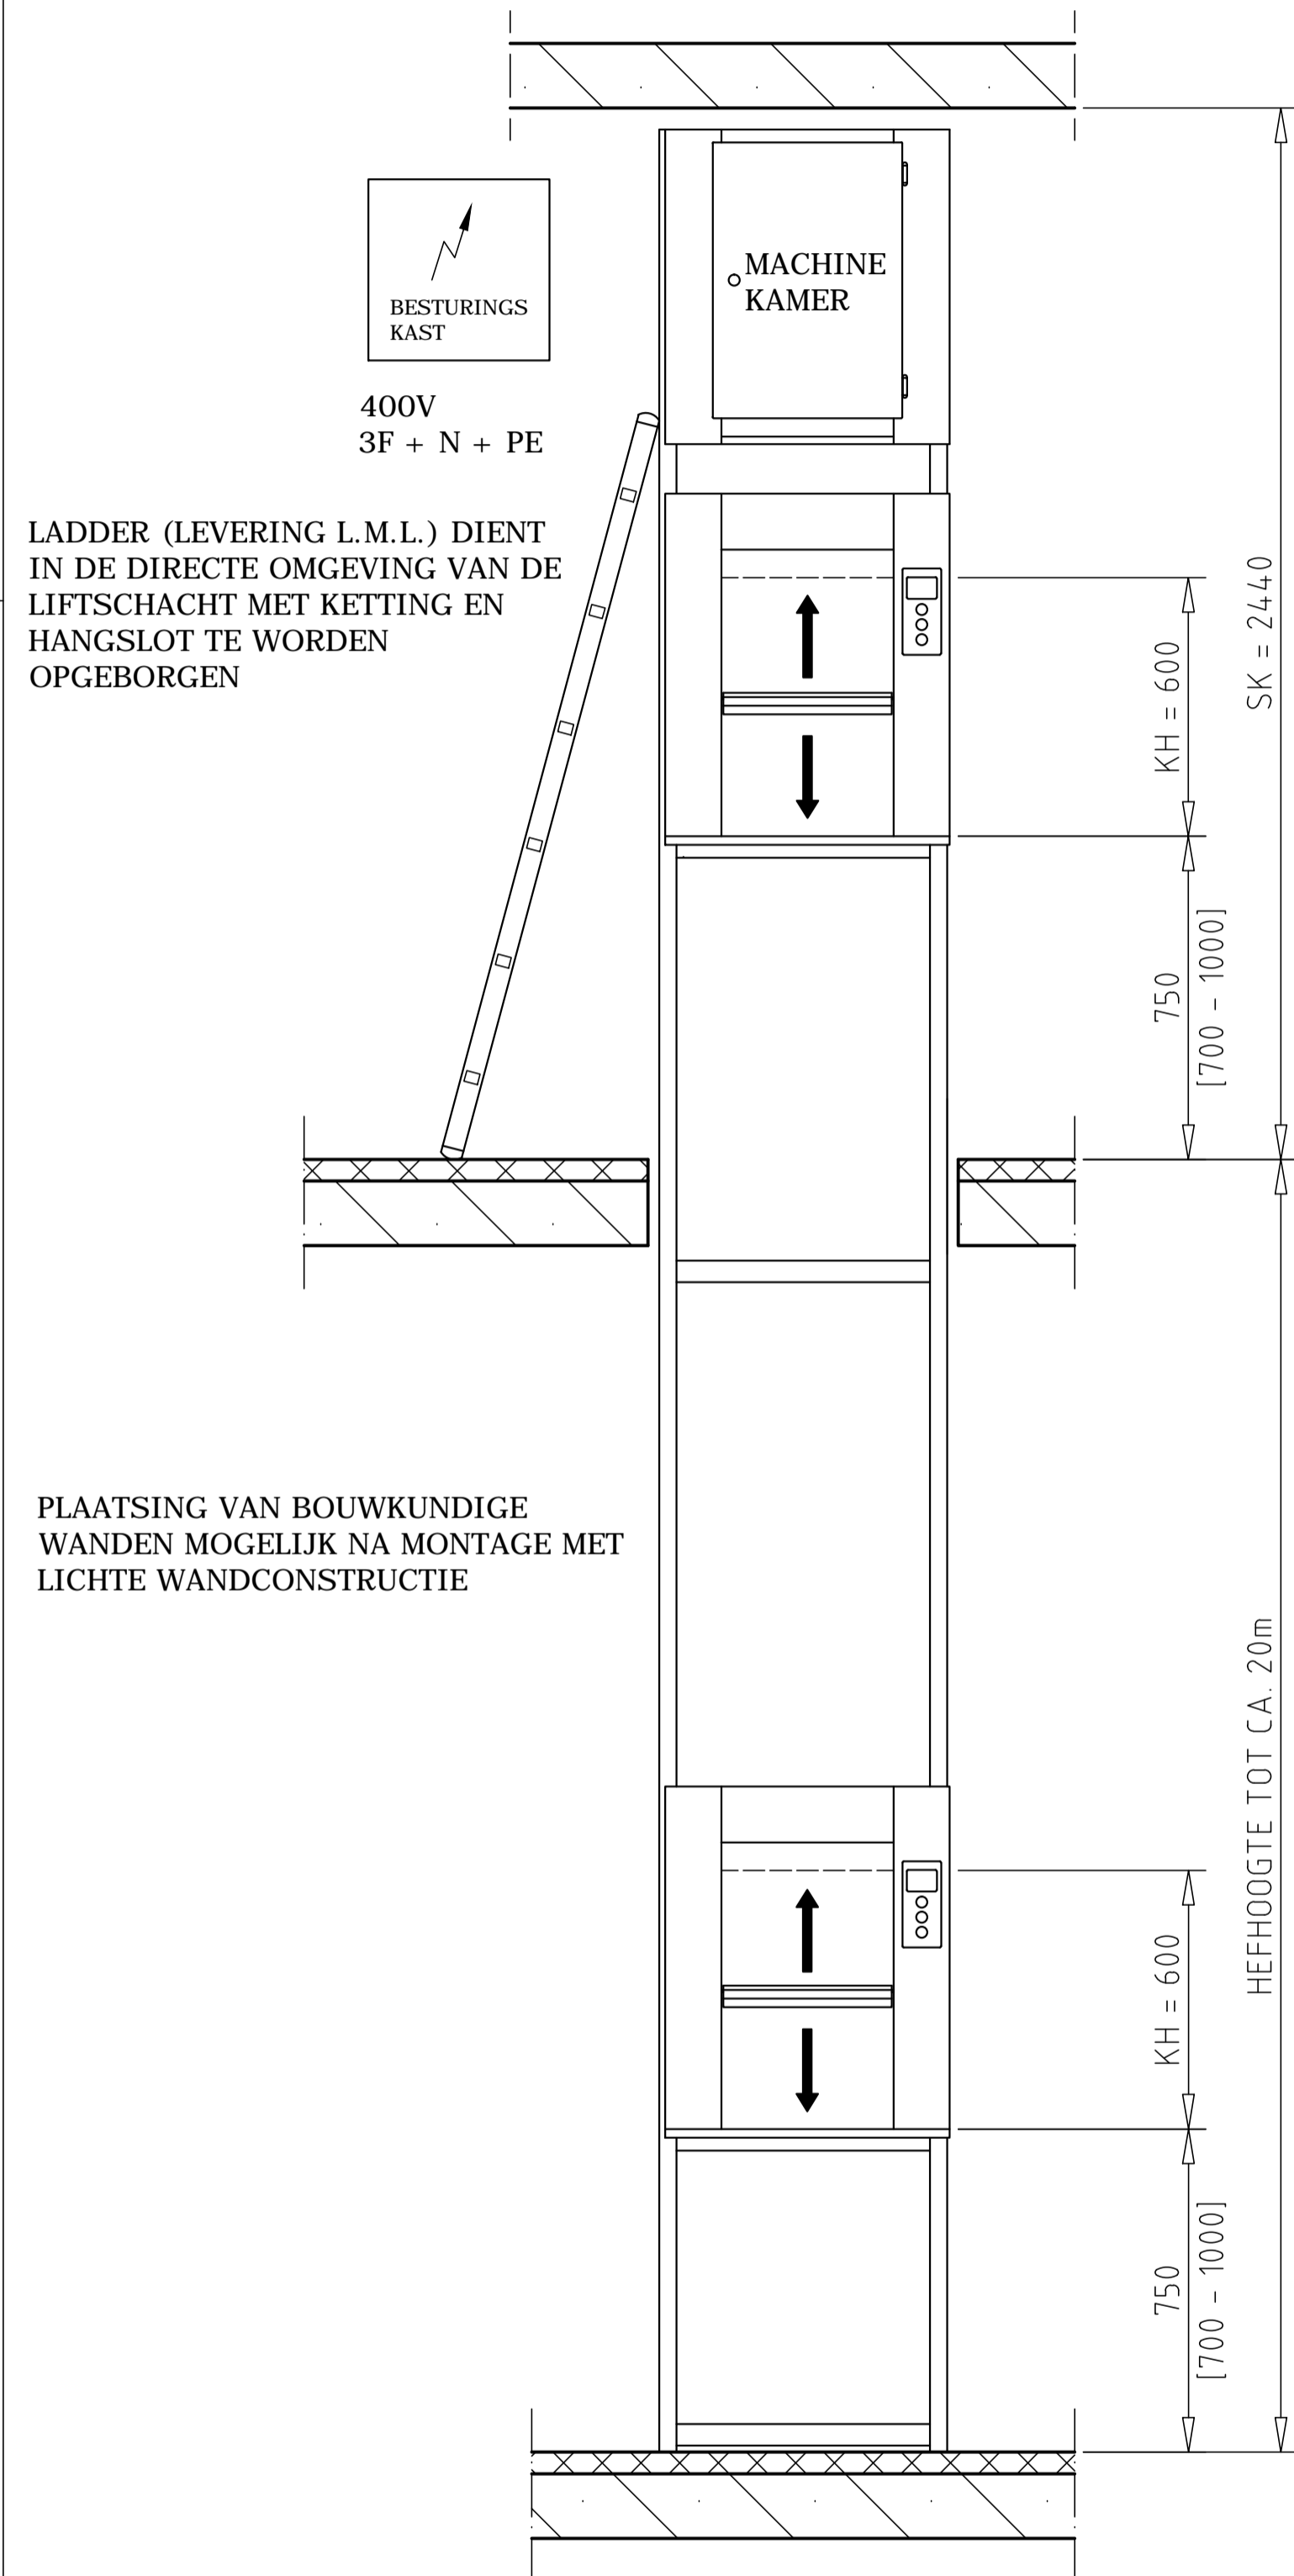 MACHINE
KAMER
BESTURINGS
KAST
400V
3F + N + PE
LADDER (LEVERING L.M.L.) DIENT
IN DE DIRECTE OMGEVING VAN DE
LIFTSCHACHT MET KETTING EN
HANGSLOT TE WORDEN
OPGEBORGEN
KH = 600
SK = 2440
750
[700 - 1000]
PLAATSING VAN BOUWKUNDIGE
WANDEN MOGELIJK NA MONTAGE MET
LICHTE WANDCONSTRUCTIE
HEFHOOGTE TOT CA. 20m
KH = 600
750
[700 - 1000]